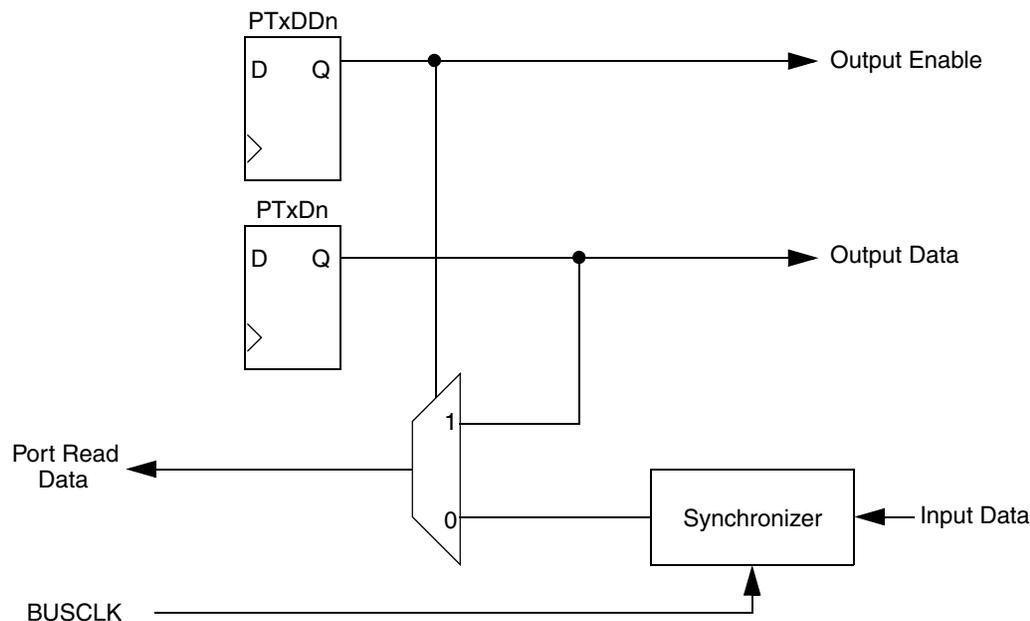 PTxDDn
D Q
Output Enable
PTxDn
D Q
Output Data
1
Port Read
Data
0
Synchronizer
Input Data
BUSCLK